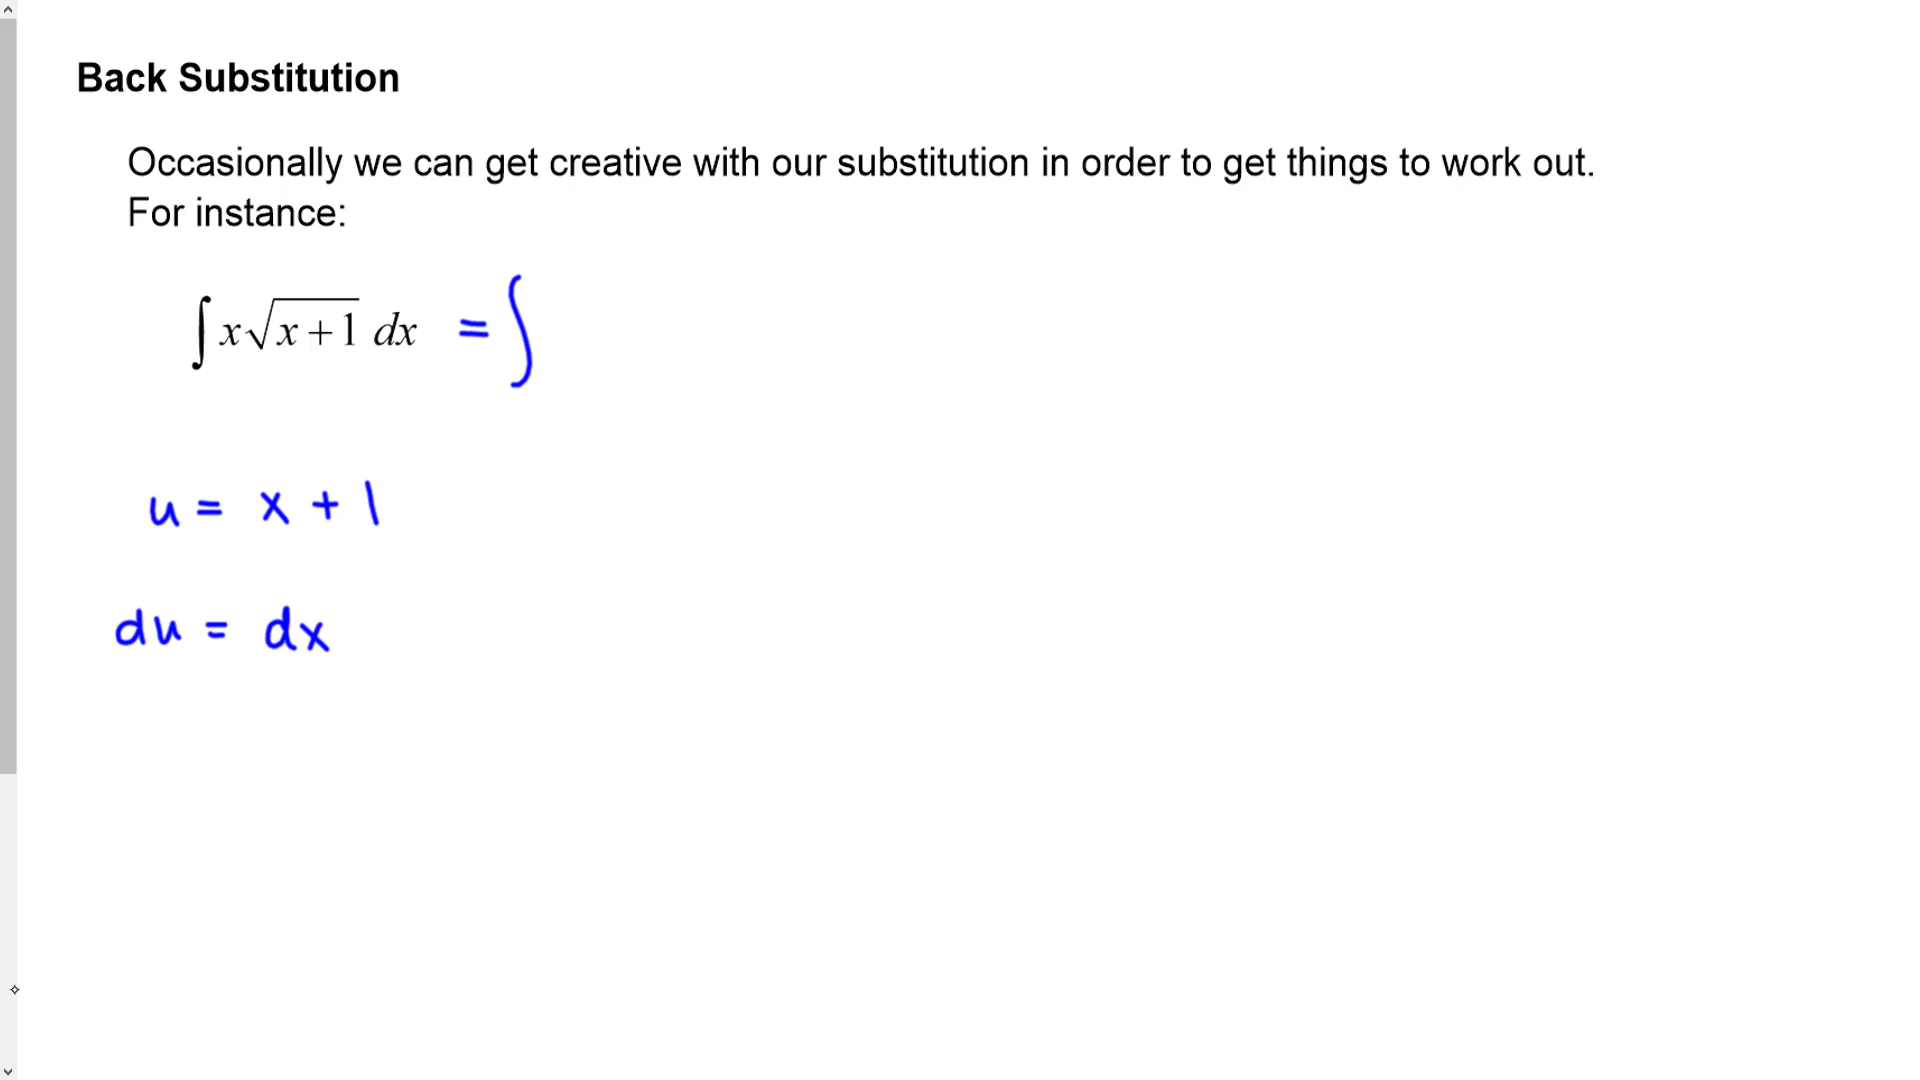 Back Substitution
Occasionally we can get creative with our substitution in order to get things to work out.
For instance:
∫ x√(x+1) dx = ∫
u = x + 1
du = dx